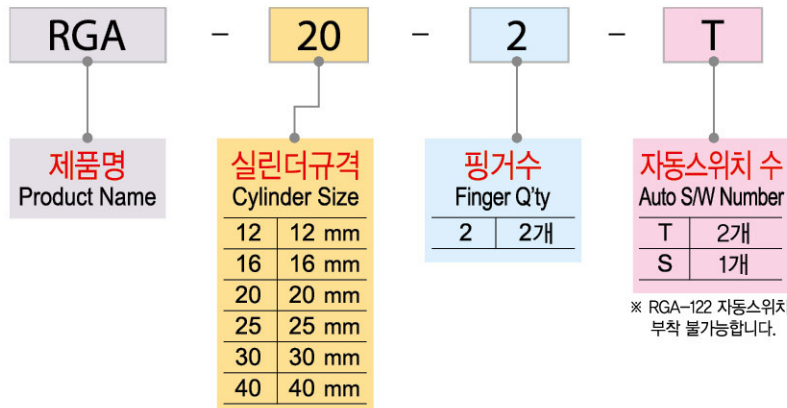 RGA - 20 - 2 - T
제품명
Product Name
실린더규격
Cylinder Size
12 12 mm
16 16 mm
20 20 mm
25 25 mm
30 30 mm
40 40 mm
핑거수
Finger Q'ty
2 2개
자동스위치 수
Auto S/W Number
T 2개
S 1개
※ RGA-122 자동스위치
부착 불가능합니다.